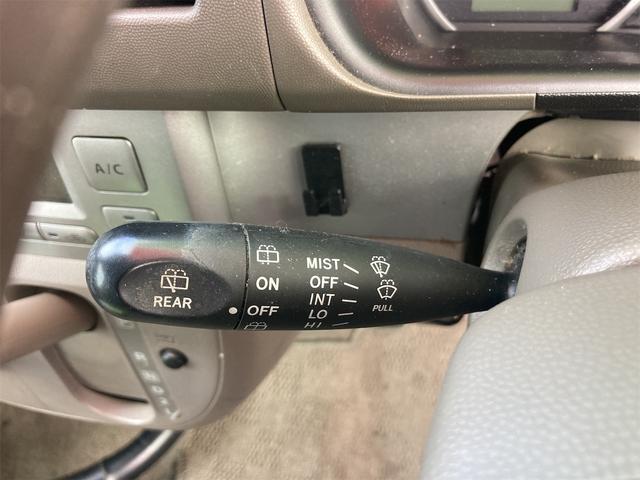 A/C
REAR
ON
OFF
MIST
OFF
INT
LO
HI
PULL